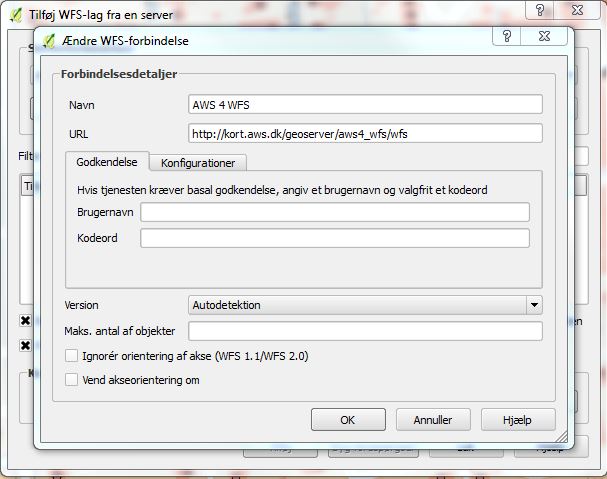 Tilføj WFS-lag fra en server
Ændre WFS-forbindelse
Forbindelsesdetaljer
Navn AWS 4 WFS
URL http://kort.aws.dk/geoserver/aws4_wfs/wfs
Godkendelse Konfigurationer
Hvis tjenesten kræver basal godkendelse, angiv et brugernavn og valgfrit et kodeord
Brugernavn
Kodeord
Version Autodetektion
Maks. antal af objekter
Ignorér orientering af akse (WFS 1.1/WFS 2.0)
Vend akseorientering om
OK Annuller Hjælp